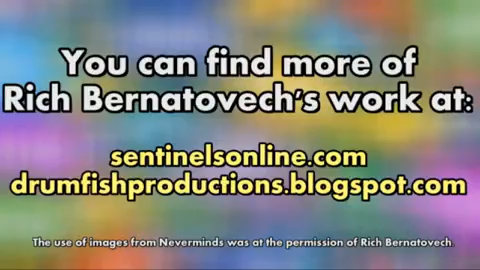 You can find more of
Rich Bernatovech's work at:
sentinelsonline.com
drumfishproductions.blogspot.com
The use of images from Neverminds was at the permission of Rich Bernatovech.